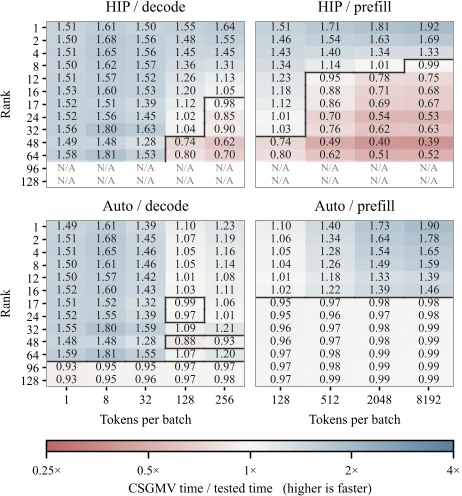 HIP / decode HIP / prefill
1 1.51 1.61 1.50 1.55 1.64 1.51 1.71 1.81 1.92
2 1.50 1.68 1.56 1.48 1.55 1.46 1.54 1.63 1.69
4 1.51 1.65 1.56 1.45 1.45 1.43 1.40 1.34 1.33
8 1.50 1.62 1.57 1.36 1.31 1.34 1.14 1.01 0.99
12 1.51 1.57 1.52 1.26 1.13 1.23 0.95 0.78 0.75
16 1.53 1.60 1.53 1.20 1.05 1.18 0.88 0.71 0.68
17 1.52 1.51 1.39 1.12 0.98 1.12 0.86 0.69 0.67
24 1.52 1.56 1.45 1.02 0.85 1.01 0.70 0.54 0.53
32 1.56 1.80 1.63 1.04 0.90 1.03 0.76 0.62 0.63
48 1.49 1.48 1.28 0.74 0.62 0.74 0.49 0.40 0.39
64 1.58 1.81 1.53 0.80 0.70 0.80 0.62 0.51 0.52
96 N/A N/A N/A N/A N/A N/A N/A N/A N/A
128 N/A N/A N/A N/A N/A N/A N/A N/A N/A
Rank
Auto / decode Auto / prefill
1 1.49 1.61 1.39 1.10 1.23 1.10 1.40 1.73 1.90
2 1.51 1.68 1.45 1.07 1.19 1.06 1.34 1.64 1.78
4 1.51 1.65 1.46 1.05 1.16 1.05 1.28 1.54 1.65
8 1.50 1.61 1.46 1.05 1.14 1.04 1.26 1.49 1.59
12 1.50 1.57 1.42 1.01 1.08 1.01 1.18 1.33 1.39
16 1.52 1.60 1.43 1.03 1.11 1.02 1.22 1.39 1.46
17 1.51 1.52 1.32 0.99 1.06 0.95 0.97 0.98 0.98
24 1.52 1.55 1.39 0.97 1.01 0.95 0.96 0.97 0.98
32 1.55 1.80 1.59 1.09 1.21 0.96 0.97 0.98 0.99
48 1.48 1.48 1.28 0.88 0.93 0.95 0.97 0.98 0.99
64 1.59 1.81 1.55 1.07 1.20 0.96 0.98 0.99 0.99
96 0.93 0.95 0.95 0.97 0.97 0.97 0.98 0.99 0.99
128 0.93 0.95 0.96 0.97 0.98 0.97 0.99 0.99 0.99
Rank
1 8 32 128 256 128 512 2048 8192
Tokens per batch Tokens per batch
0.25× 0.5× 1× 2× 4×
CSGMV time / tested time (higher is faster)